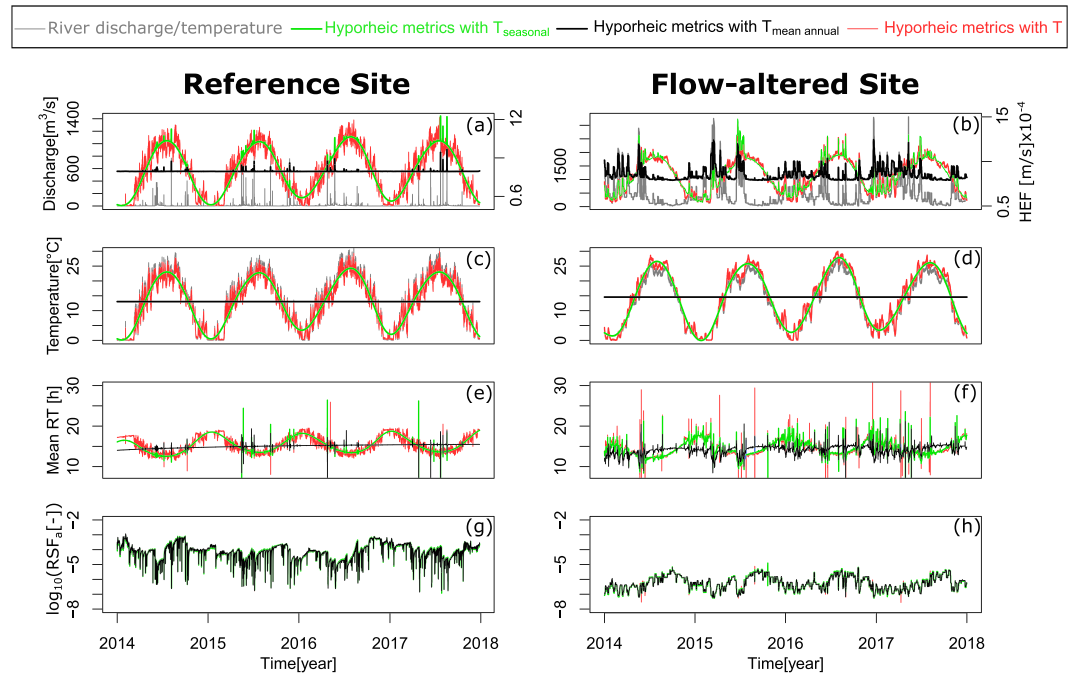 River discharge/temperature Hyporheic metrics with Tseasonal Hyporheic metrics with Tmean annual Hyporheic metrics with T
Reference Site Flow-altered Site
Discharge[m³/s]
0 600 1400
(a)
0.6 12
(b)
0 1500
0.5 15
HEF [m/s]x10⁻⁴
Temperature[°C]
0 10 25
(c)
0 10 25
(d)
Mean RT [h]
10 20 30
(e)
10 20 30
(f)
log₁₀(RSFₐ[-])
-8 -5 -2
(g)
-8 -5 -2
(h)
2014 2015 2016 2017 2018
2014 2015 2016 2017 2018
Time[year] Time[year]